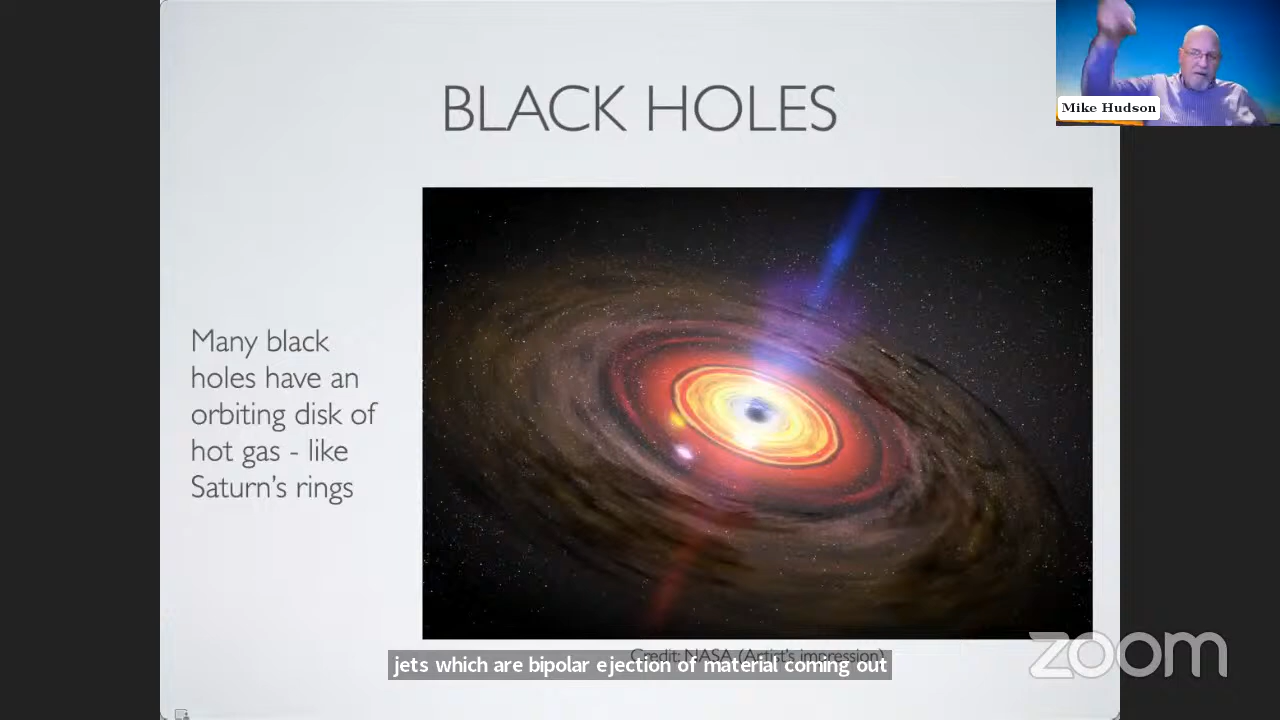 BLACK HOLES
Mike Hudson
Many black
holes have an
orbiting disk of
hot gas - like
Saturn's rings
Credit: NASA (Artist's impression)
jets which are bipolar ejection of material coming out
zoom